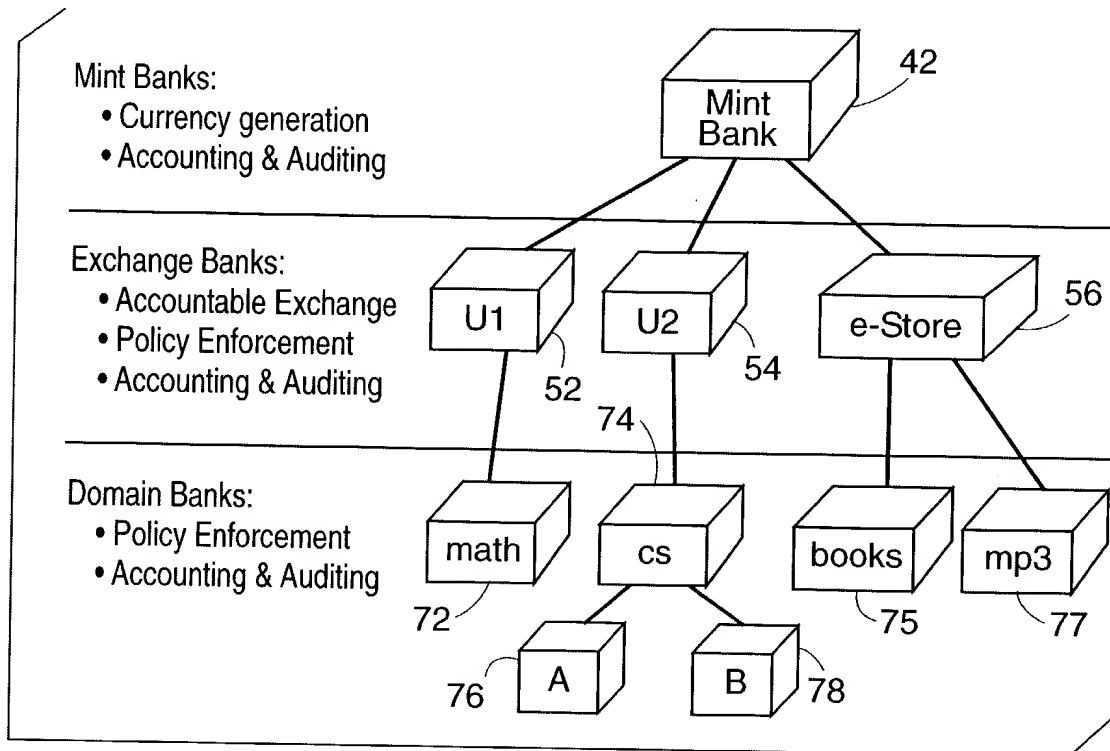 Mint Banks:
• Currency generation
• Accounting & Auditing
Mint
Bank
42
Exchange Banks:
• Accountable Exchange
• Policy Enforcement
• Accounting & Auditing
U1
52
U2
54
e-Store
56
Domain Banks:
• Policy Enforcement
• Accounting & Auditing
math
72
74
cs
books
75
mp3
77
76
A
B
78